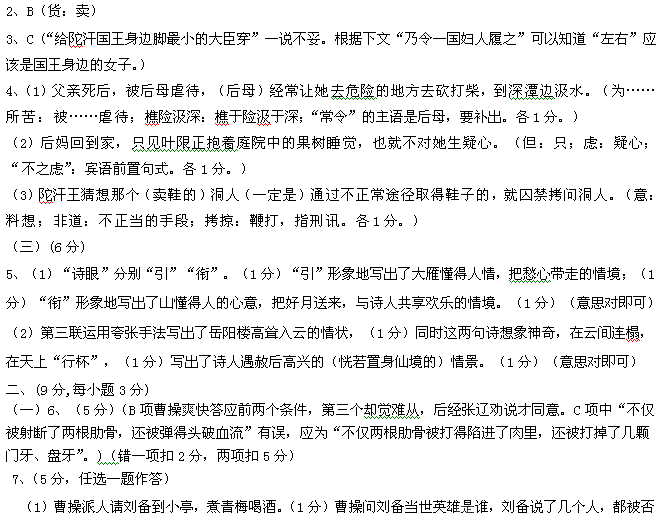 2、B（货：卖）
3、C（“给陀汗国王身边脚最小的大臣穿”一说不妥。根据下文“乃令一国妇人履之”可以知道“左右”应
该是国王身边的女子。）
4、（1）父亲死后，被后母虐待，（后母）经常让她去危险的地方去砍打柴，到深潭边汲水。（为……
所苦：被……虐待；樵险汲深：樵于险汲于深；“常令”的主语是后母，要补出。各1分。）
（2）后妈回到家，只见叶限正抱着庭院中的果树睡觉，也就不对她生疑心。（但：只；虑：疑心；
“不之虑”：宾语前置句式。各1分。）
（3）陀汗王猜想那个（卖鞋的）洞人（一定是）通过不正常途径取得鞋子的，就囚禁拷问洞人。（意：
料想；非道：不正当的手段；拷掠：鞭打，指刑讯。各1分。）
（三）(6分)
5、（1）“诗眼”分别“引”“衔”。（1分）“引”形象地写出了大雁懂得人情，把愁心带走的情境；（1
分）“衔”形象地写出了山懂得人的心意，把好月送来，与诗人共享欢乐的情境。（1分）（意思对即可）
（2）第三联运用夸张手法写出了岳阳楼高耸入云的情状，（1分）同时这两句诗想象神奇，在云间连榻，
在天上“行杯”，（1分）写出了诗人遇赦后高兴的（恍若置身仙境的）情景。（1分）（意思对即可）
二、(9分,每小题3分)
（一）6、（5分）（B项曹操爽快答应前两个条件，第三个却觉难从，后经张辽劝说才同意。C项中“不仅
被射断了两根肋骨，还被弹得头破血流”有误，应为“不仅两根肋骨被打得陷进了肉里，还被打掉了几颗
门牙、盘牙”。）（错一项扣2分，两项扣5分）
7、（5分，任选一题作答）
（1）曹操派人请刘备到小亭，煮青梅喝酒。（1分）曹操问刘备当世英雄是谁，刘备说了几个人，都被否